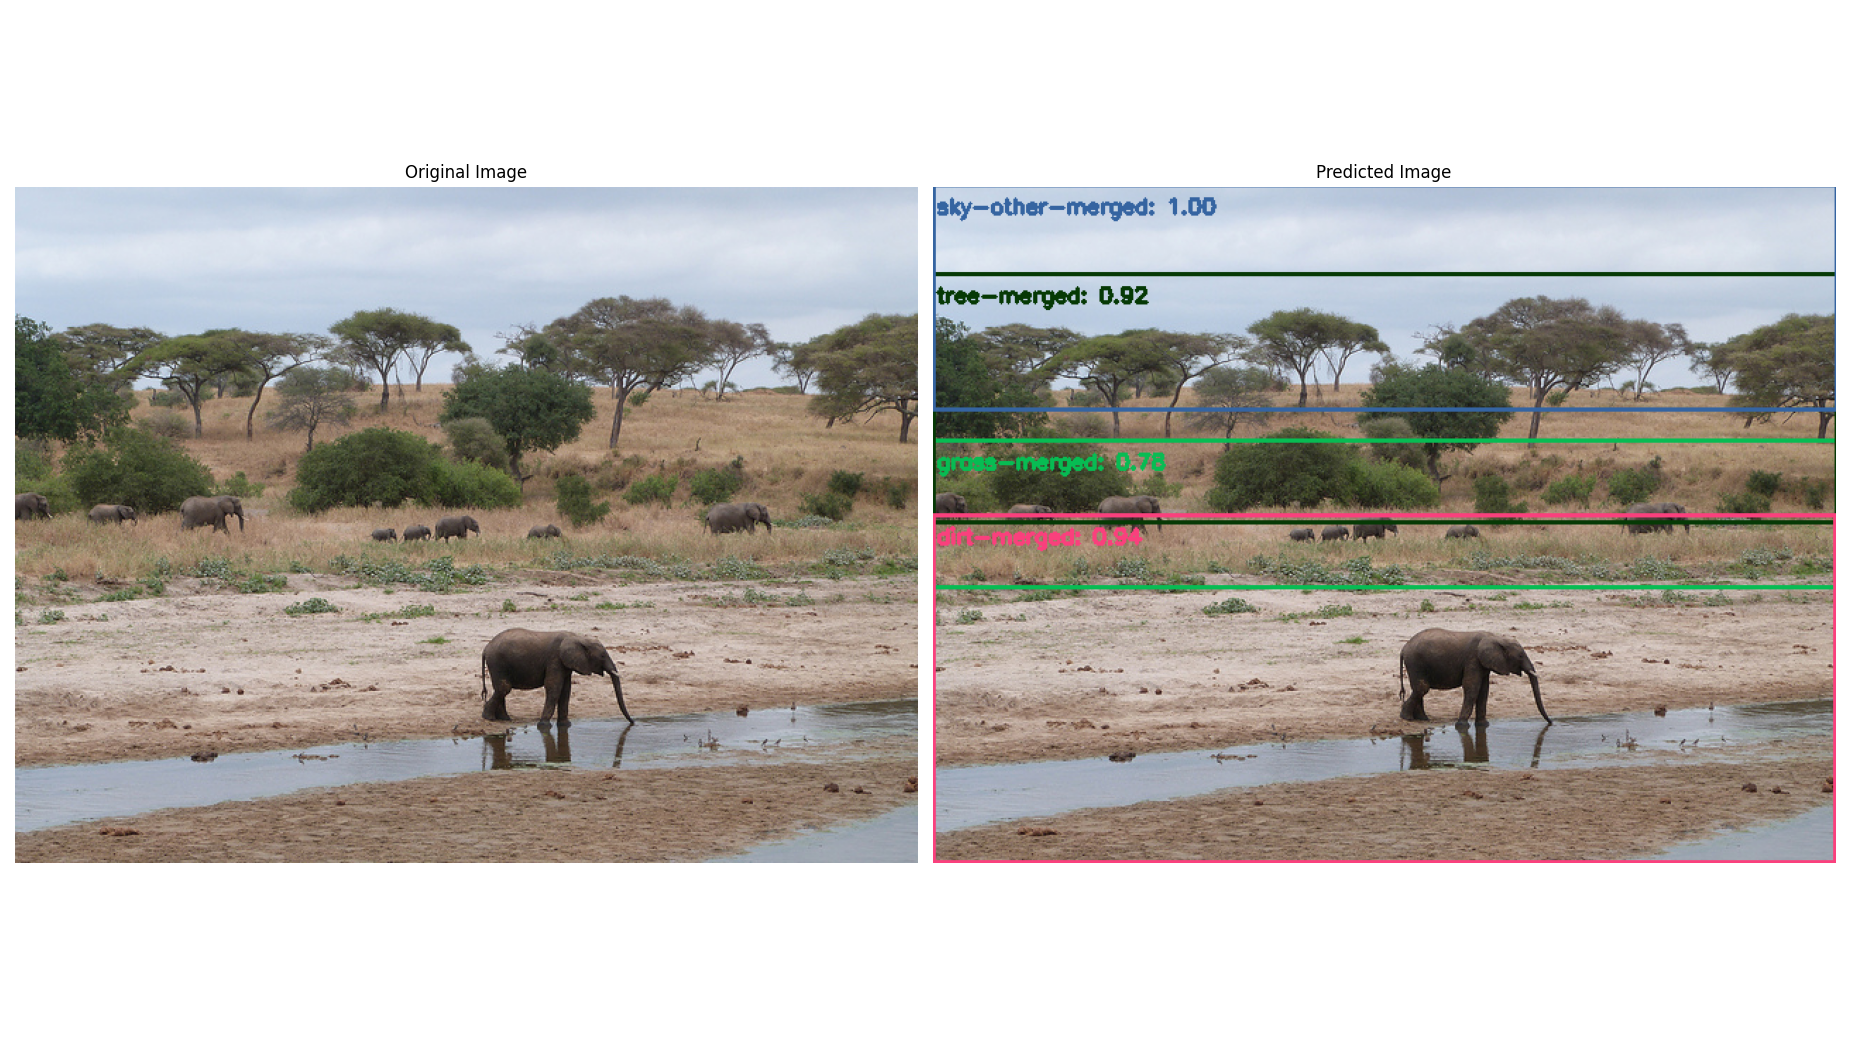 Original Image
Predicted Image
sky-other-merged: 1.00
tree-merged: 0.92
grass-merged: 0.78
dirt-merged: 0.94